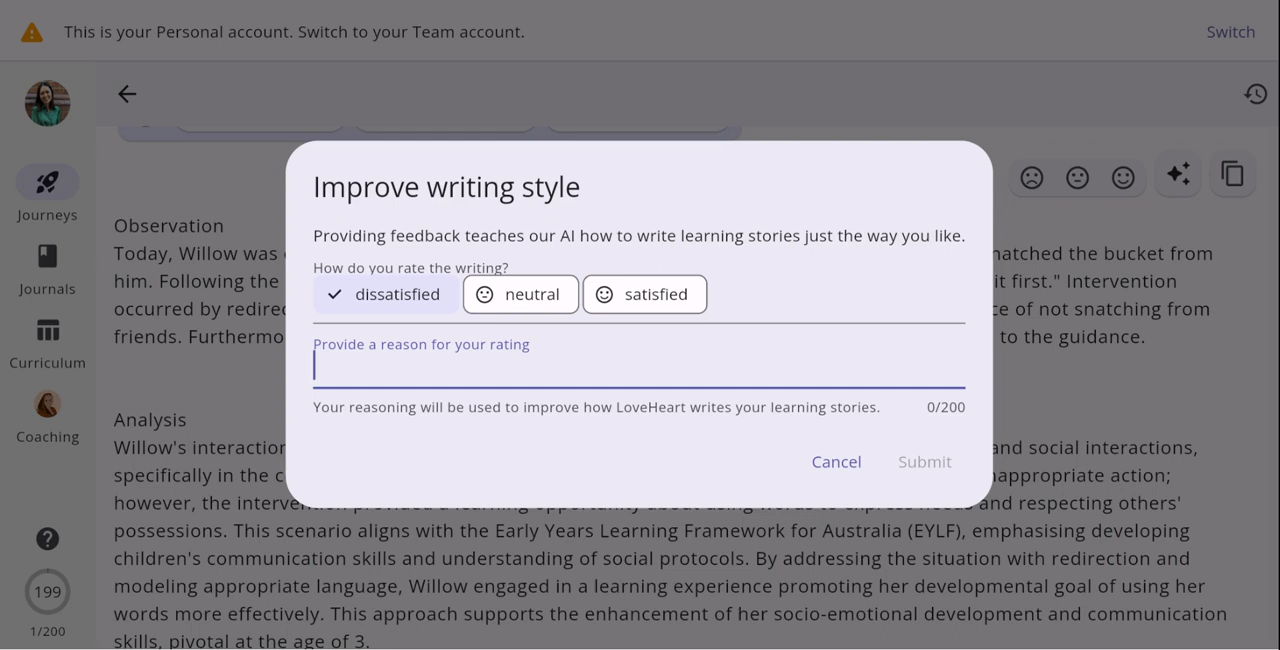 This is your Personal account. Switch to your Team account.
Switch
Journeys
Journals
Curriculum
Coaching
199
1/200
Improve writing style
Providing feedback teaches our AI how to write learning stories just the way you like.
How do you rate the writing?
dissatisfied
neutral
satisfied
Provide a reason for your rating
Your reasoning will be used to improve how LoveHeart writes your learning stories.
0/200
Cancel
Submit
Observation
Today, Willow was natched the bucket from
him. Following the it first." Intervention
occurred by redirec ce of not snatching from
friends. Furthermo to the guidance.
Analysis
Willow's interaction and social interactions,
specifically in the c nappropriate action;
however, the intervention provided a learning opportunity about using words to express needs and respecting others'
possessions. This scenario aligns with the Early Years Learning Framework for Australia (EYLF), emphasising developing
children's communication skills and understanding of social protocols. By addressing the situation with redirection and
modeling appropriate language, Willow engaged in a learning experience promoting her developmental goal of using her
words more effectively. This approach supports the enhancement of her socio-emotional development and communication
skills, pivotal at the age of 3.